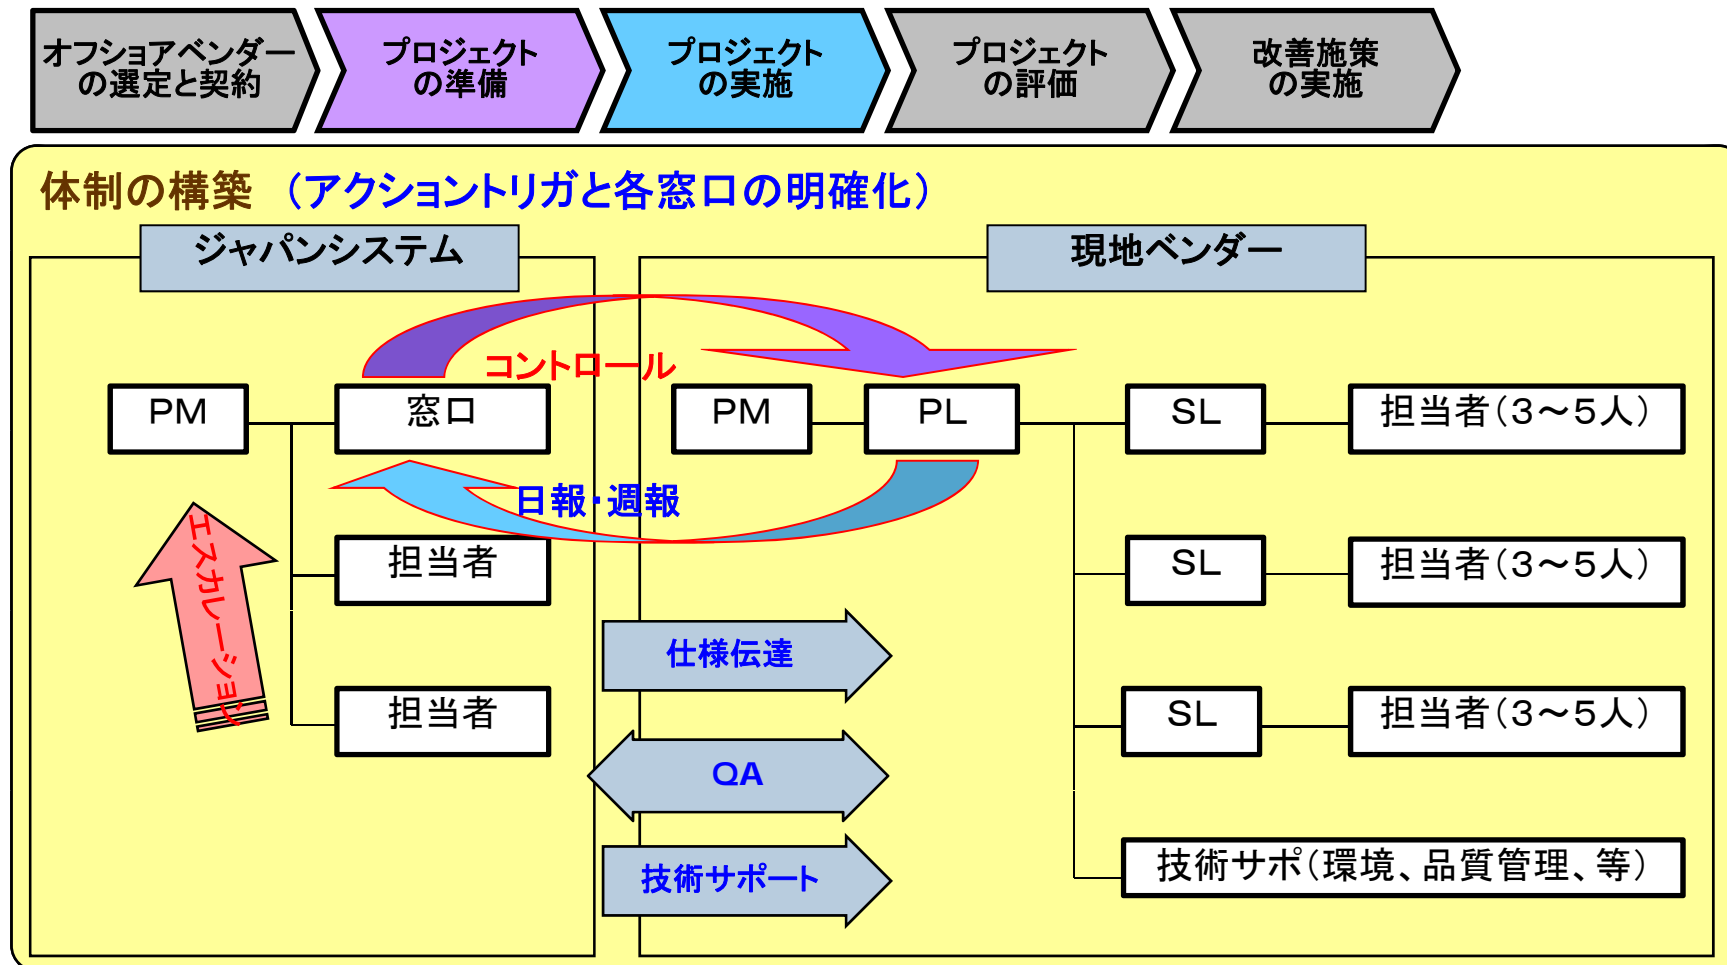 オフショアベンダー
の選定と契約
プロジェクト
の準備
プロジェクト
の実施
プロジェクト
の評価
改善施策
の実施
体制の構築 （アクショントリガと各窓口の明確化）
ジャパンシステム
現地ベンダー
コントロール
PM
窓口
PM
PL
SL
担当者（３～５人）
日報・週報
エスカレーション
担当者
SL
担当者（３～５人）
仕様伝達
担当者
SL
担当者（３～５人）
QA
技術サポート
技術サポ（環境、品質管理、等）